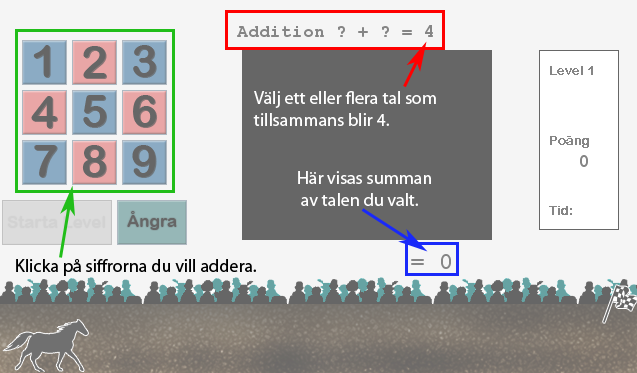 Addition ? + ? = 4
1 2 3
4 5 6
7 8 9
Starta Level
Ångra
Klicka på siffrorna du vill addera.
Välj ett eller flera tal som
tillsammans blir 4.
Här visas summan
av talen du valt.
= 0
Level 1
Poäng
0
Tid: